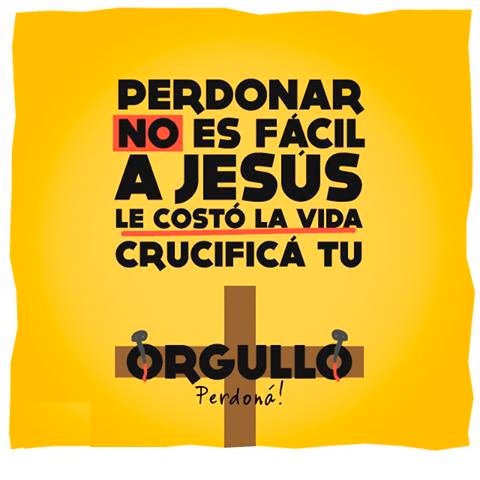 PERDONAR
NO ES FÁCIL
A JESÚS
LE COSTÓ LA VIDA
CRUCIFICÁ TU
ORGULLO
Perdoná!